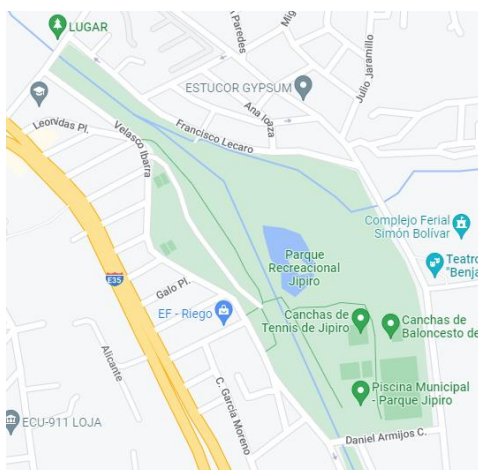 LUGAR
Paredes
Julio Jaramillo
ESTUCOR GYPSUM
Ana Ioaza
Leonidas Pl.
Velasco Ibarra
Francisco Lecaro
Complejo Ferial
Simón Bolívar
Teatro
"Benja
Parque
Recreacional
Jipiro
E35
Galo Pl.
EF - Riego
Canchas de
Tennis de Jipiro
Canchas de
Baloncesto de
Alicante
C. García Moreno
Piscina Municipal
- Parque Jipiro
ECU-911 LOJA
Daniel Armijos C.